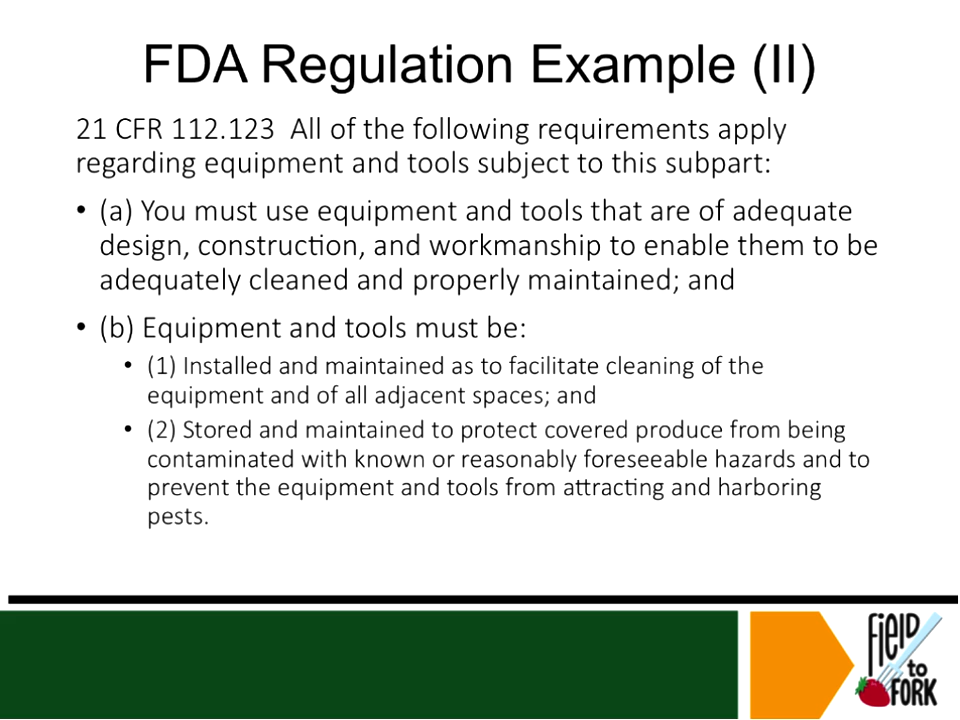 FDA Regulation Example (II)
21 CFR 112.123 All of the following requirements apply
regarding equipment and tools subject to this subpart:
• (a) You must use equipment and tools that are of adequate
design, construction, and workmanship to enable them to be
adequately cleaned and properly maintained; and
• (b) Equipment and tools must be:
• (1) Installed and maintained as to facilitate cleaning of the
equipment and of all adjacent spaces; and
• (2) Stored and maintained to protect covered produce from being
contaminated with known or reasonably foreseeable hazards and to
prevent the equipment and tools from attracting and harboring
pests.
FiElD
to
FORK